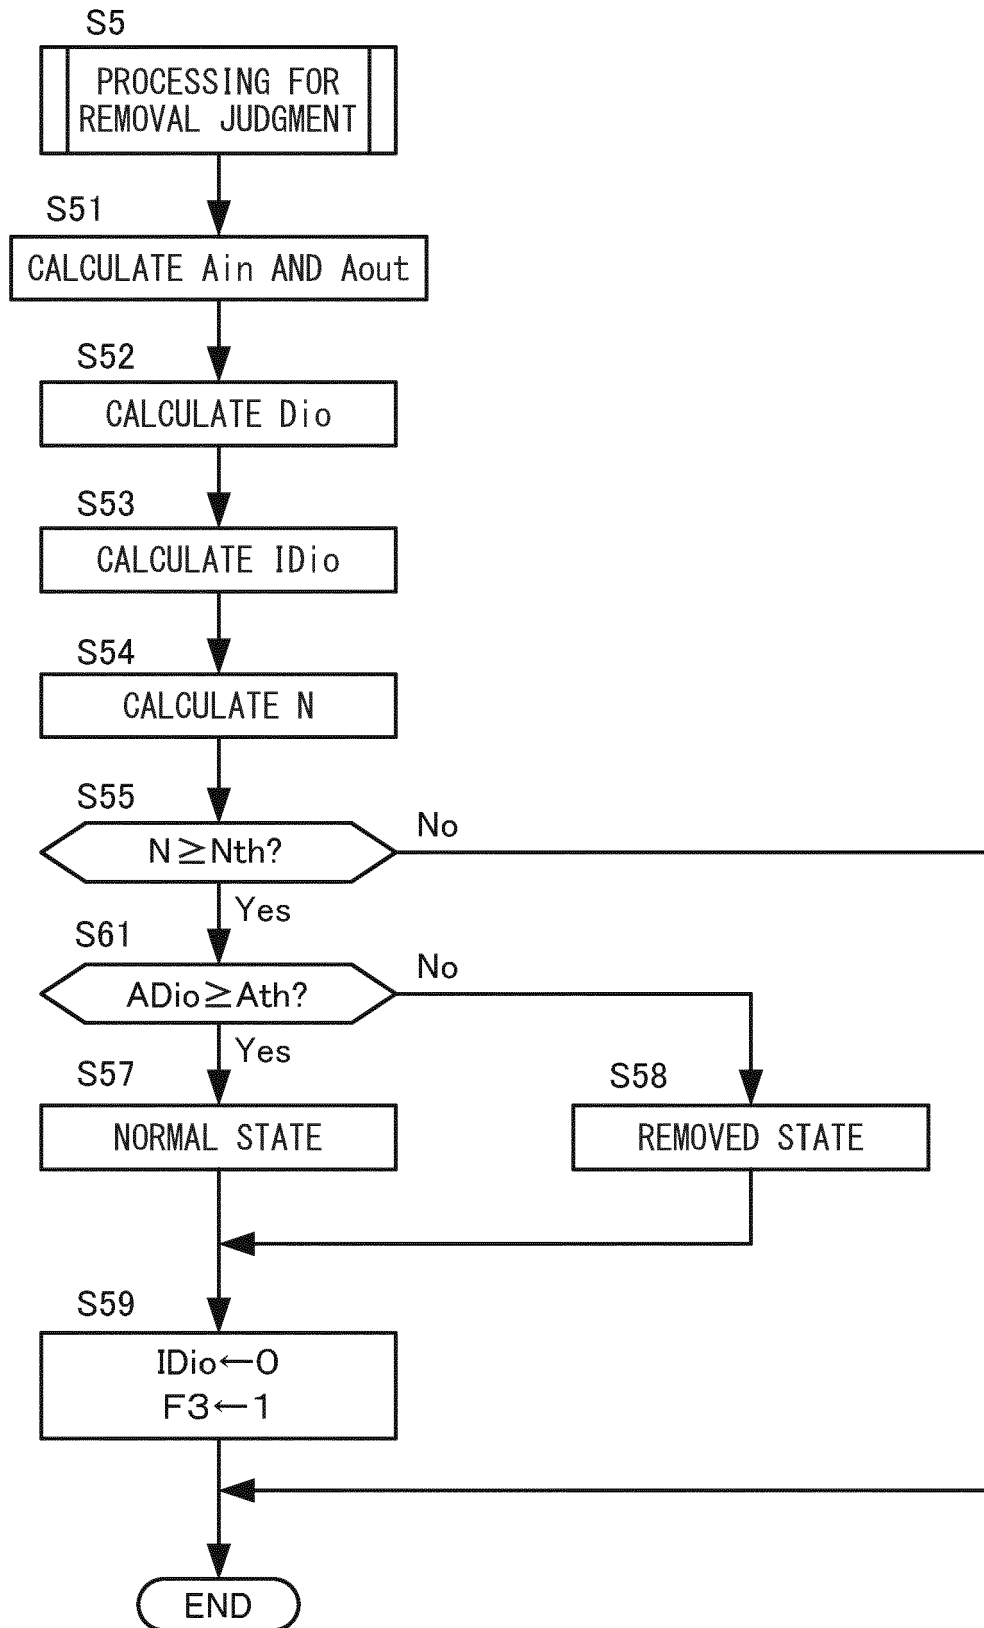 S5
PROCESSING FOR
REMOVAL JUDGMENT
S51
CALCULATE Ain AND Aout
S52
CALCULATE Dio
S53
CALCULATE IDio
S54
CALCULATE N
S55
N≧Nth?
No
Yes
S61
ADio≧Ath?
No
Yes
S57
NORMAL STATE
S58
REMOVED STATE
S59
IDio←0
F3←1
END